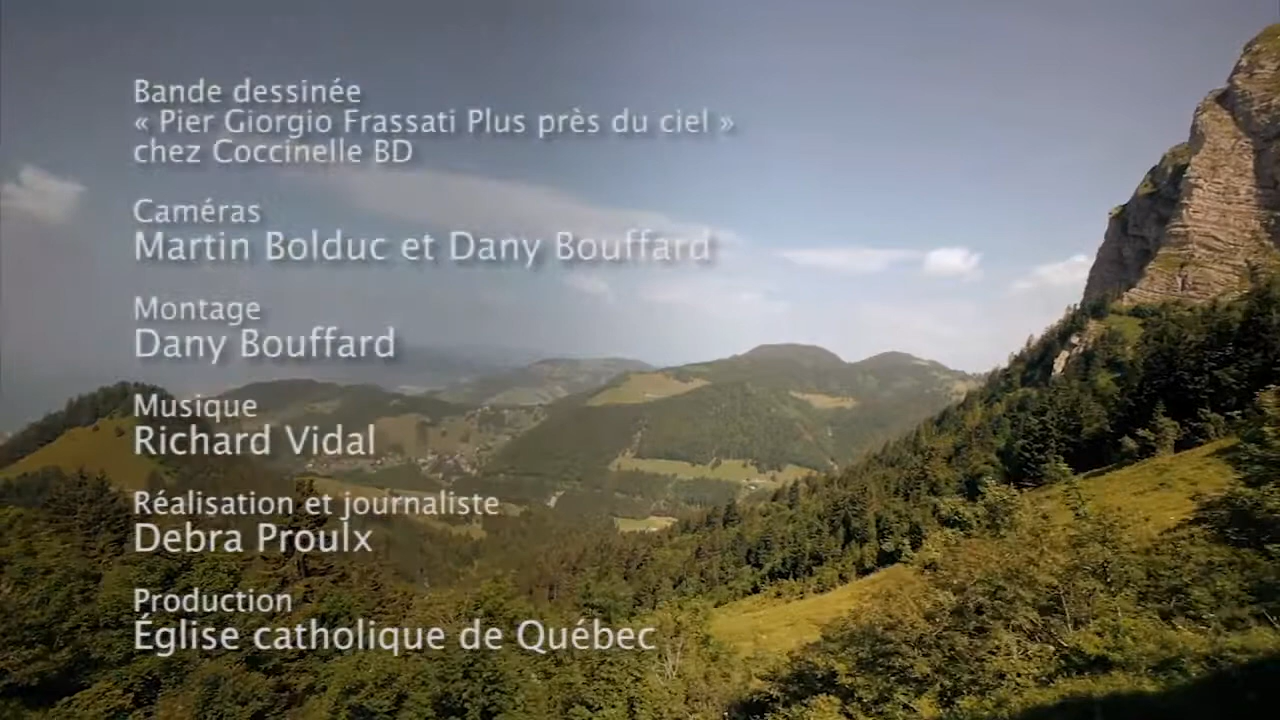 Bande dessinée
« Pier Giorgio Frassati Plus près du ciel »
chez Coccinelle BD
Caméras
Martin Bolduc et Dany Bouffard
Montage
Dany Bouffard
Musique
Richard Vidal
Réalisation et journaliste
Debra Proulx
Production
Église catholique de Québec